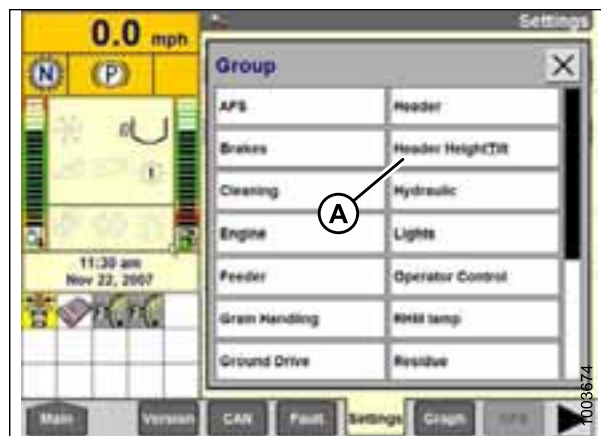 Settings
0.0 mph
N
P
Group
AFS
Header
Brakes
Header Height/Tilt
Cleaning
Hydraulic
A
Engine
Lights
11:30 am
Nov 22, 2007
Feeder
Operator Control
Grain Handling
RHM lamp
Ground Drive
Residue
Main
Version
CAN
Fault
Settings
Graph
1003674